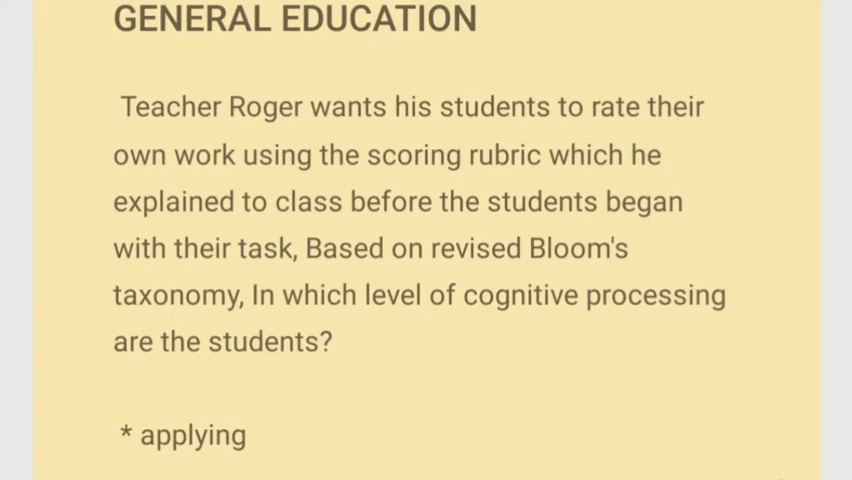 GENERAL EDUCATION
Teacher Roger wants his students to rate their
own work using the scoring rubric which he
explained to class before the students began
with their task, Based on revised Bloom's
taxonomy, In which level of cognitive processing
are the students?
* applying